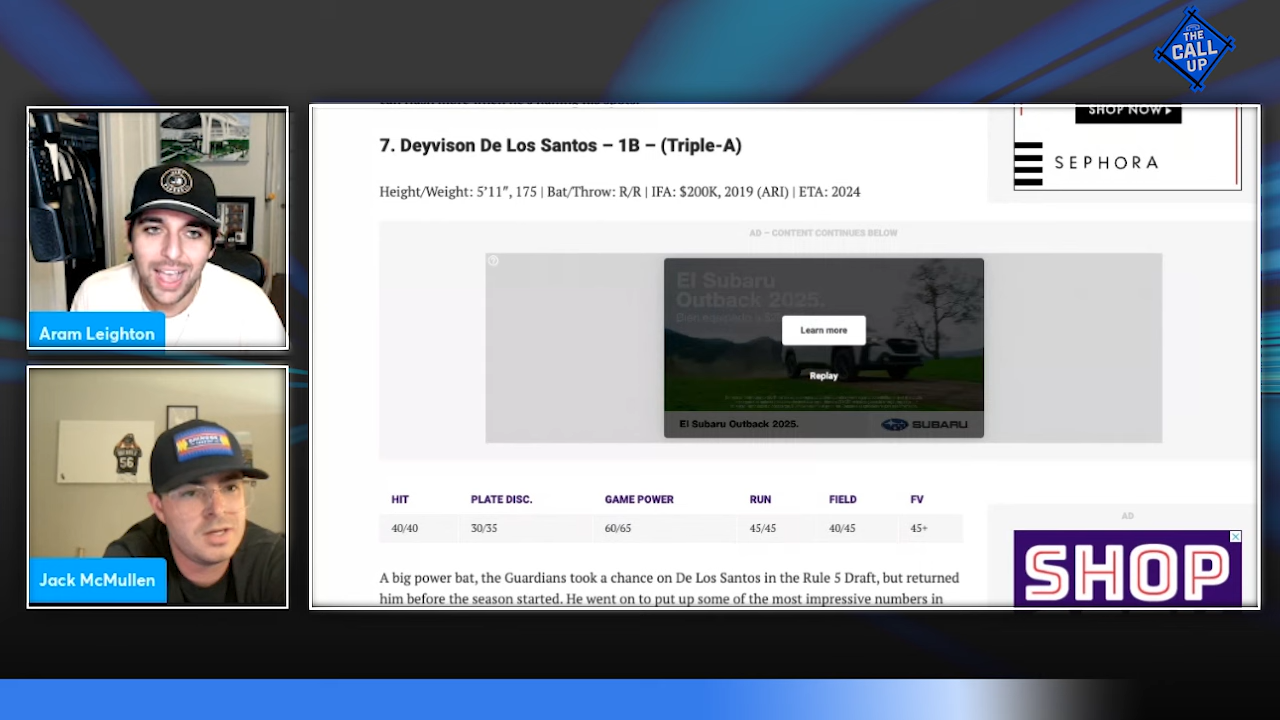 THE
CALL
UP
SHOP NOW
SEPHORA
7. Deyvison De Los Santos – 1B – (Triple-A)
Height/Weight: 5’11″, 175 | Bat/Throw: R/R | IFA: $200K, 2019 (ARI) | ETA: 2024
AD – CONTENT CONTINUES BELOW
El Subaru
Outback 2025.
Learn more
Replay
El Subaru Outback 2025.
SUBARU
HIT PLATE DISC. GAME POWER RUN FIELD FV
40/40 30/35 60/65 45/45 40/45 45+
A big power bat, the Guardians took a chance on De Los Santos in the Rule 5 Draft, but returned
him before the season started. He went on to put up some of the most impressive numbers in
AD
SHOP
Aram Leighton
56
Jack McMullen